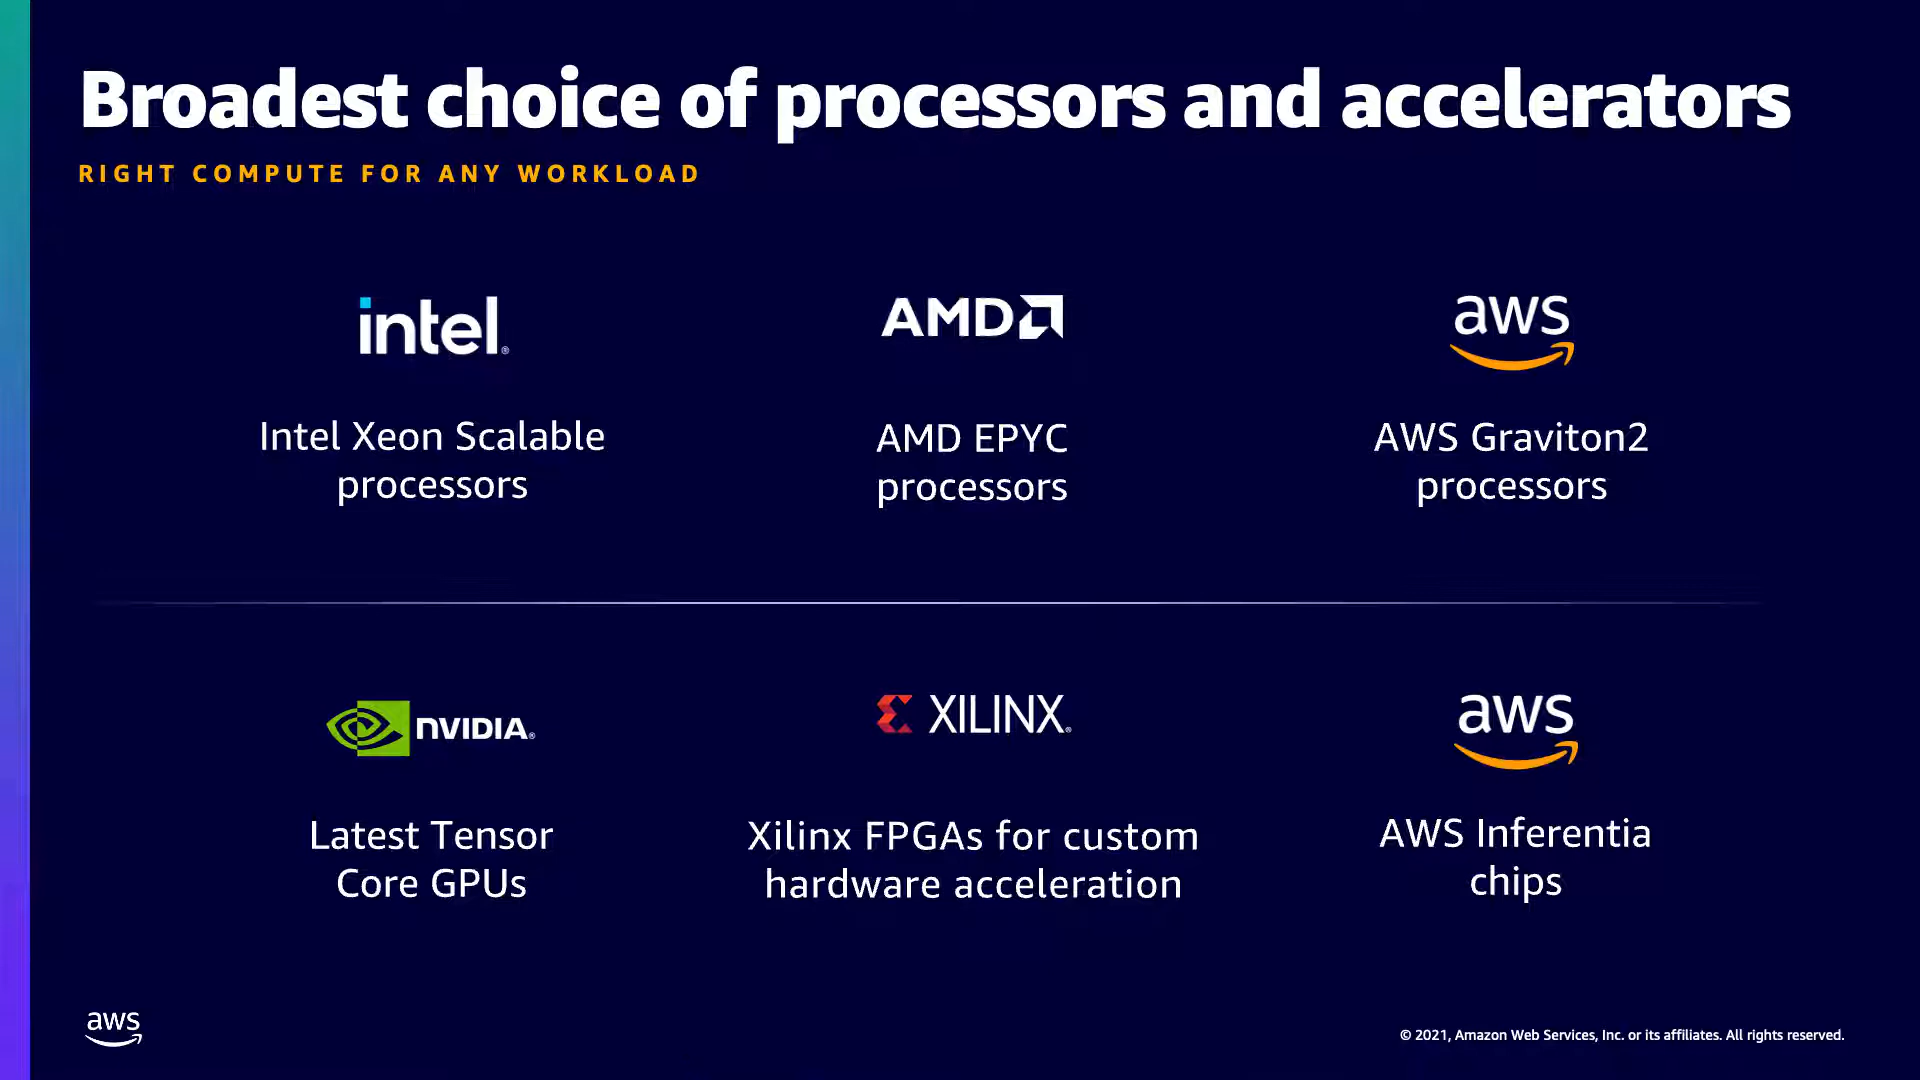 Broadest choice of processors and accelerators
RIGHT COMPUTE FOR ANY WORKLOAD
intel®
AMD
aws
Intel Xeon Scalable
processors
AMD EPYC
processors
AWS Graviton2
processors
NVIDIA®
XILINX®
aws
Latest Tensor
Core GPUs
Xilinx FPGAs for custom
hardware acceleration
AWS Inferentia
chips
aws
© 2021, Amazon Web Services, Inc. or its affiliates. All rights reserved.